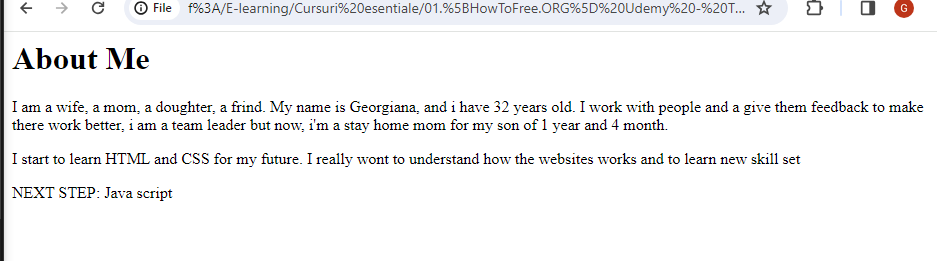 File
f%3A/E-learning/Cursuri%20esentiale/01.%5BHowToFree.ORG%5D%20Udemy%20-%20T...
G
About Me
I am a wife, a mom, a doughter, a frind. My name is Georgiana, and i have 32 years old. I work with people and a give them feedback to make
there work better, i am a team leader but now, i'm a stay home mom for my son of 1 year and 4 month.
I start to learn HTML and CSS for my future. I really wont to understand how the websites works and to learn new skill set
NEXT STEP: Java script